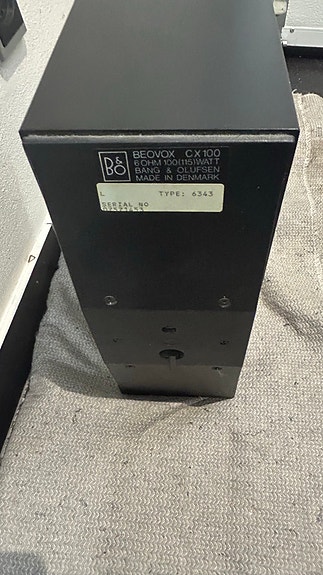 B&O
BEOVOX CX100
6 OHM 100(115)WATT
BANG & OLUFSEN
MADE IN DENMARK
L TYPE: 6343
SERIAL NO